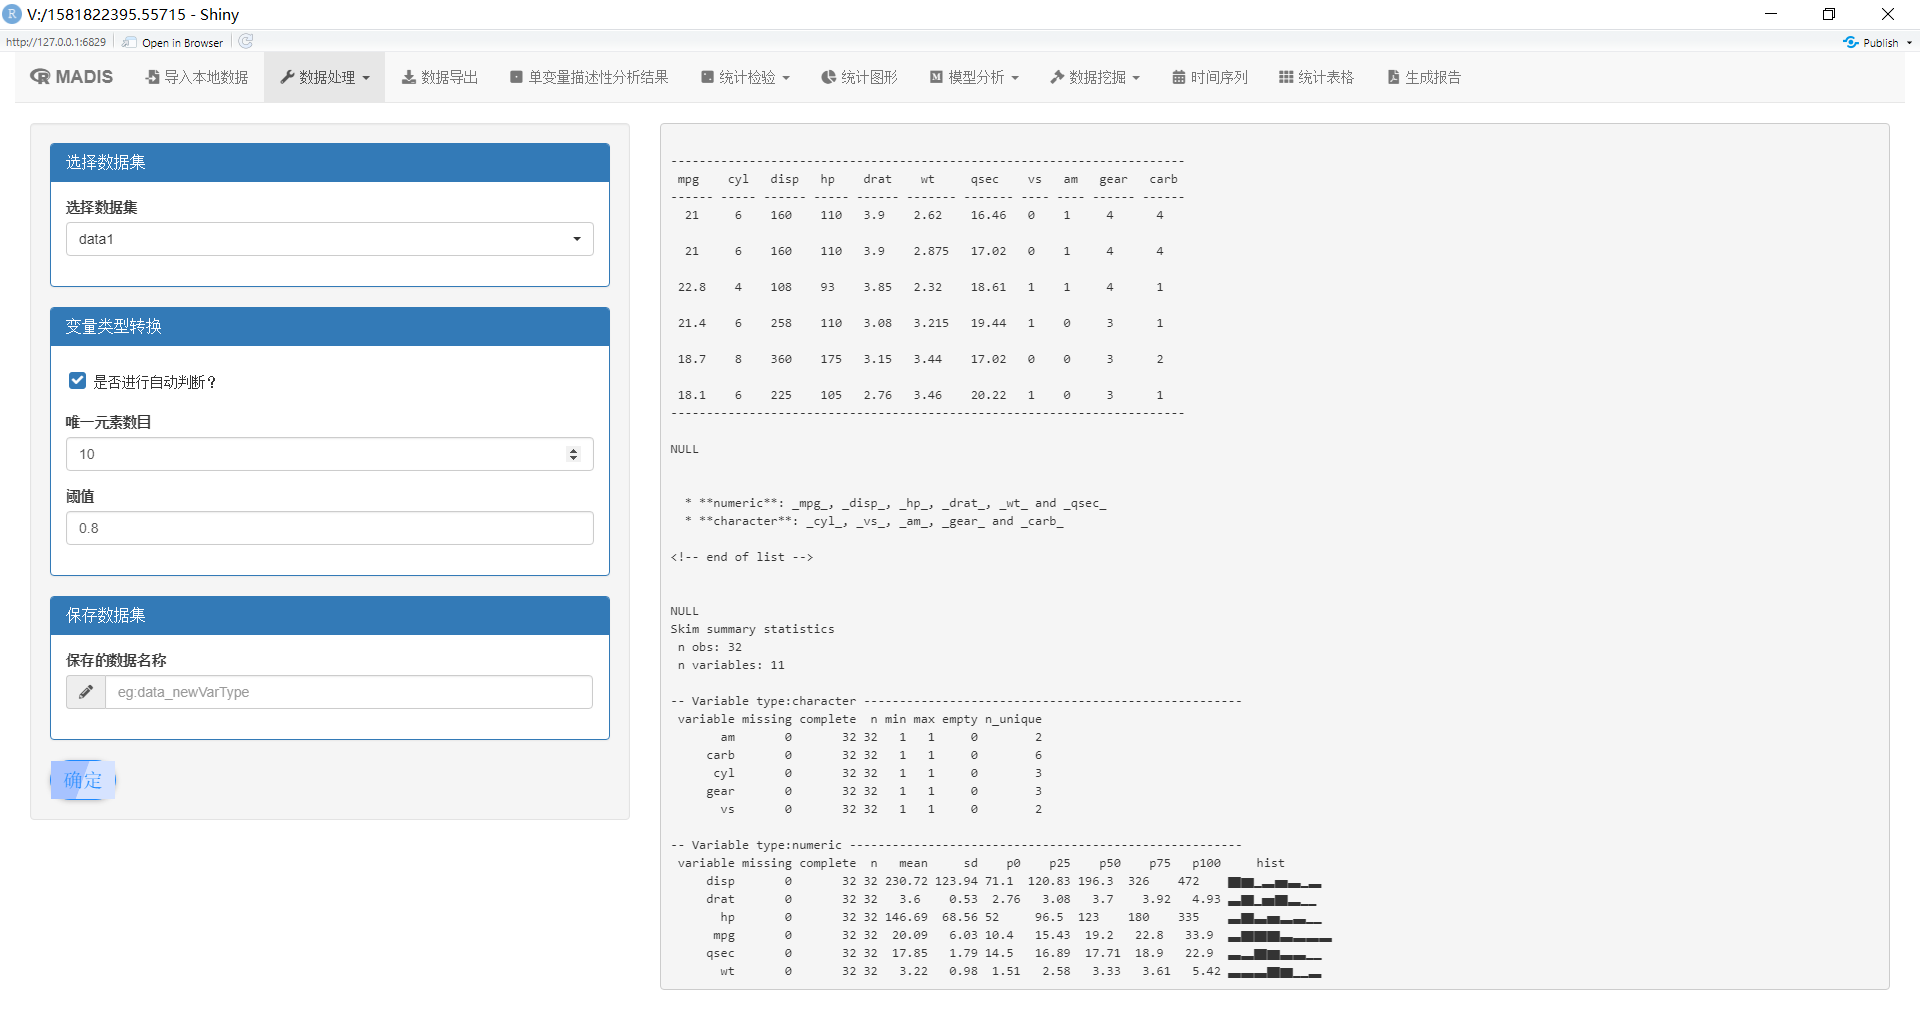 V:/1581822395.55715 - Shiny
http://127.0.0.1:6829 Open in Browser Publish
MADIS 导入本地数据 数据处理 数据导出 单变量描述性分析结果 统计检验 统计图形 模型分析 数据挖掘 时间序列 统计表格 生成报告
选择数据集
选择数据集
data1
变量类型转换
是否进行自动判断？
唯一元素数目
10
阈值
0.8
保存数据集
保存的数据名称
eg:data_newVarType
确定
------------------------------------------------------------------------
mpg cyl disp hp drat wt qsec vs am gear carb
------ ----- ------ ----- ------ ------- ------- ---- ---- ------ ------
21 6 160 110 3.9 2.62 16.46 0 1 4 4
21 6 160 110 3.9 2.875 17.02 0 1 4 4
22.8 4 108 93 3.85 2.32 18.61 1 1 4 1
21.4 6 258 110 3.08 3.215 19.44 1 0 3 1
18.7 8 360 175 3.15 3.44 17.02 0 0 3 2
18.1 6 225 105 2.76 3.46 20.22 1 0 3 1
------------------------------------------------------------------------
NULL
* **numeric**: _mpg_, _disp_, _hp_, _drat_, _wt_ and _qsec_
* **character**: _cyl_, _vs_, _am_, _gear_ and _carb_
<!-- end of list -->
NULL
Skim summary statistics
n obs: 32
n variables: 11
-- Variable type:character -----------------------------------------------------
variable missing complete n min max empty n_unique
am 0 32 32 1 1 0 2
carb 0 32 32 1 1 0 6
cyl 0 32 32 1 1 0 3
gear 0 32 32 1 1 0 3
vs 0 32 32 1 1 0 2
-- Variable type:numeric -------------------------------------------------------
variable missing complete n mean sd p0 p25 p50 p75 p100 hist
disp 0 32 32 230.72 123.94 71.1 120.83 196.3 326 472
drat 0 32 32 3.6 0.53 2.76 3.08 3.7 3.92 4.93
hp 0 32 32 146.69 68.56 52 96.5 123 180 335
mpg 0 32 32 20.09 6.03 10.4 15.43 19.2 22.8 33.9
qsec 0 32 32 17.85 1.79 14.5 16.89 17.71 18.9 22.9
wt 0 32 32 3.22 0.98 1.51 2.58 3.33 3.61 5.42